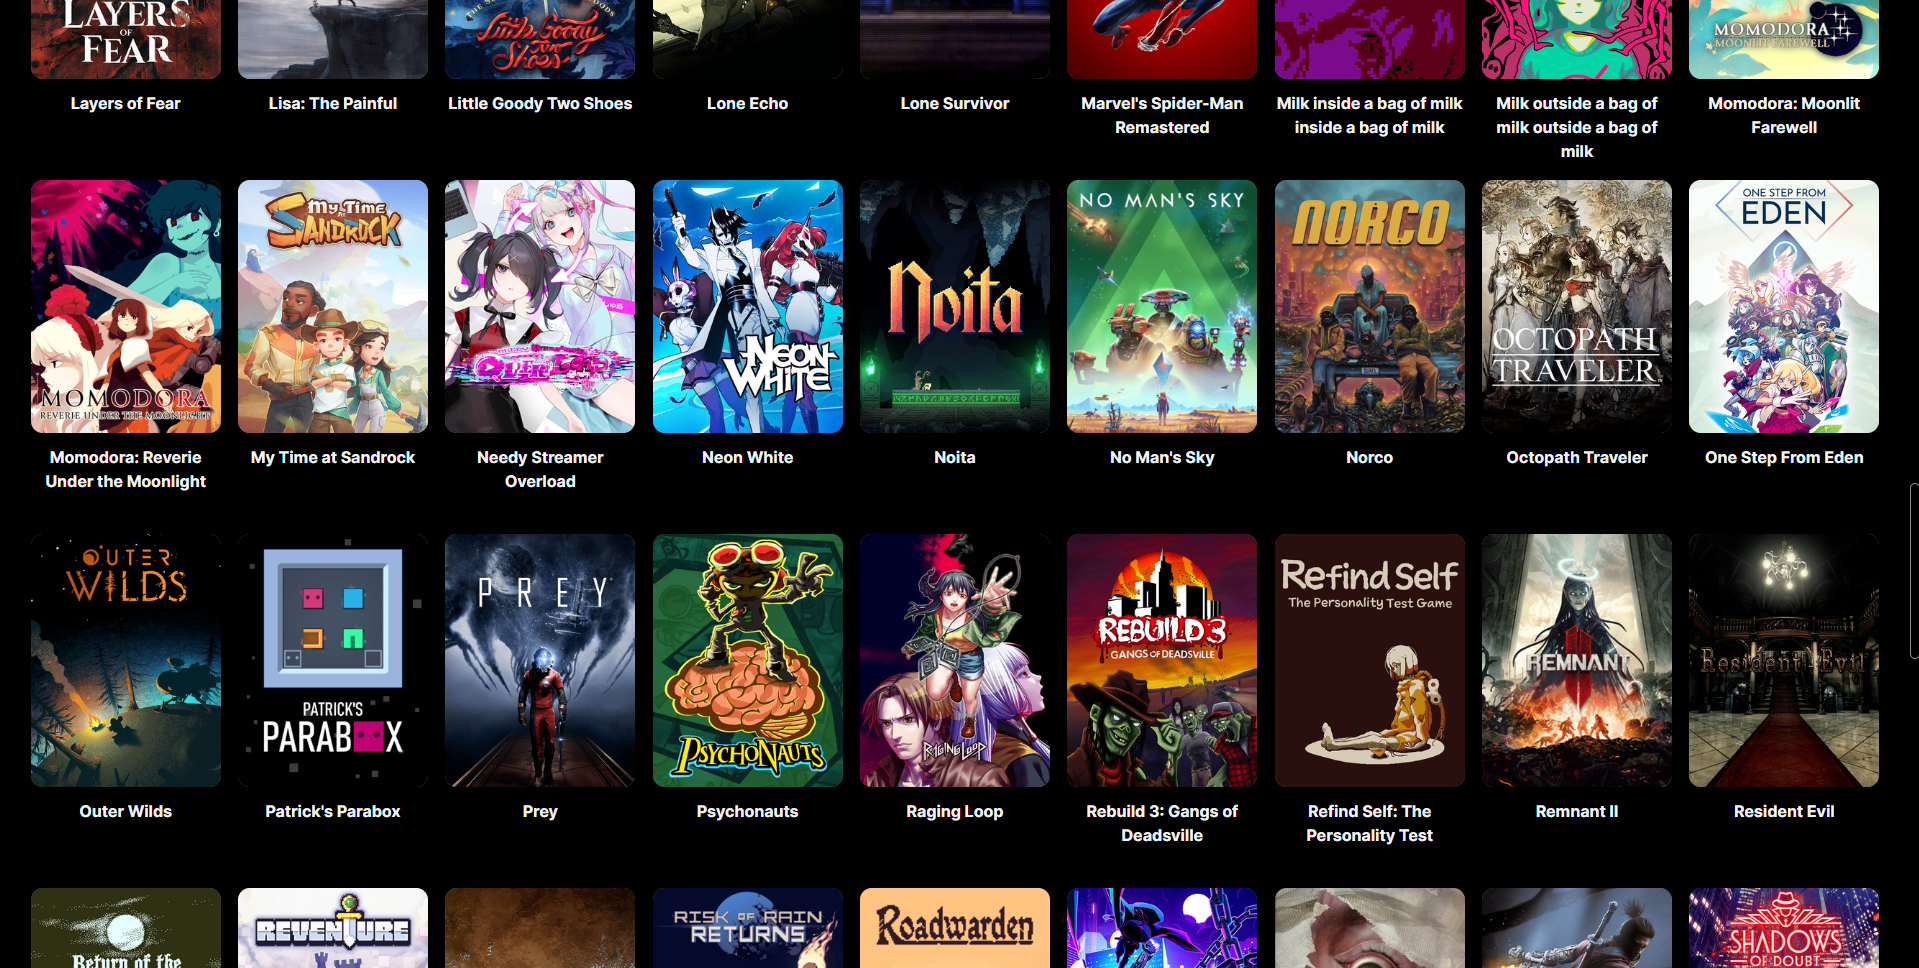 LAYERS
OF
FEAR
Little Goody
Two
Shoes
MOMODORA
MOONLIT FAREWELL
Layers of Fear
Lisa: The Painful
Little Goody Two Shoes
Lone Echo
Lone Survivor
Marvel's Spider-Man
Remastered
Milk inside a bag of milk
inside a bag of milk
Milk outside a bag of
milk outside a bag of
milk
Momodora: Moonlit
Farewell
MOMODORA
REVERIE UNDER THE MOONLIGHT
My Time
at
SANDROCK
OVERLOAD
NEON
WHITE
Noita
NO MAN'S SKY
NORCO
OCTOPATH
TRAVELER
ONE STEP FROM
EDEN
Momodora: Reverie
Under the Moonlight
My Time at Sandrock
Needy Streamer
Overload
Neon White
Noita
No Man's Sky
Norco
Octopath Traveler
One Step From Eden
OUTER
WILDS
PATRICK'S
PARABOX
PREY
PSYCHONAUTS
RAGING LOOP
REBUILD 3
GANGS OF DEADSVILLE
Refind Self
The Personality Test Game
REMNANT II
Resident Evil
Outer Wilds
Patrick's Parabox
Prey
Psychonauts
Raging Loop
Rebuild 3: Gangs of
Deadsville
Refind Self: The
Personality Test
Remnant II
Resident Evil
Return of the
REVENTURE
RISK OF RAIN
RETURNS
Roadwarden
SHADOWS
OF DOUBT